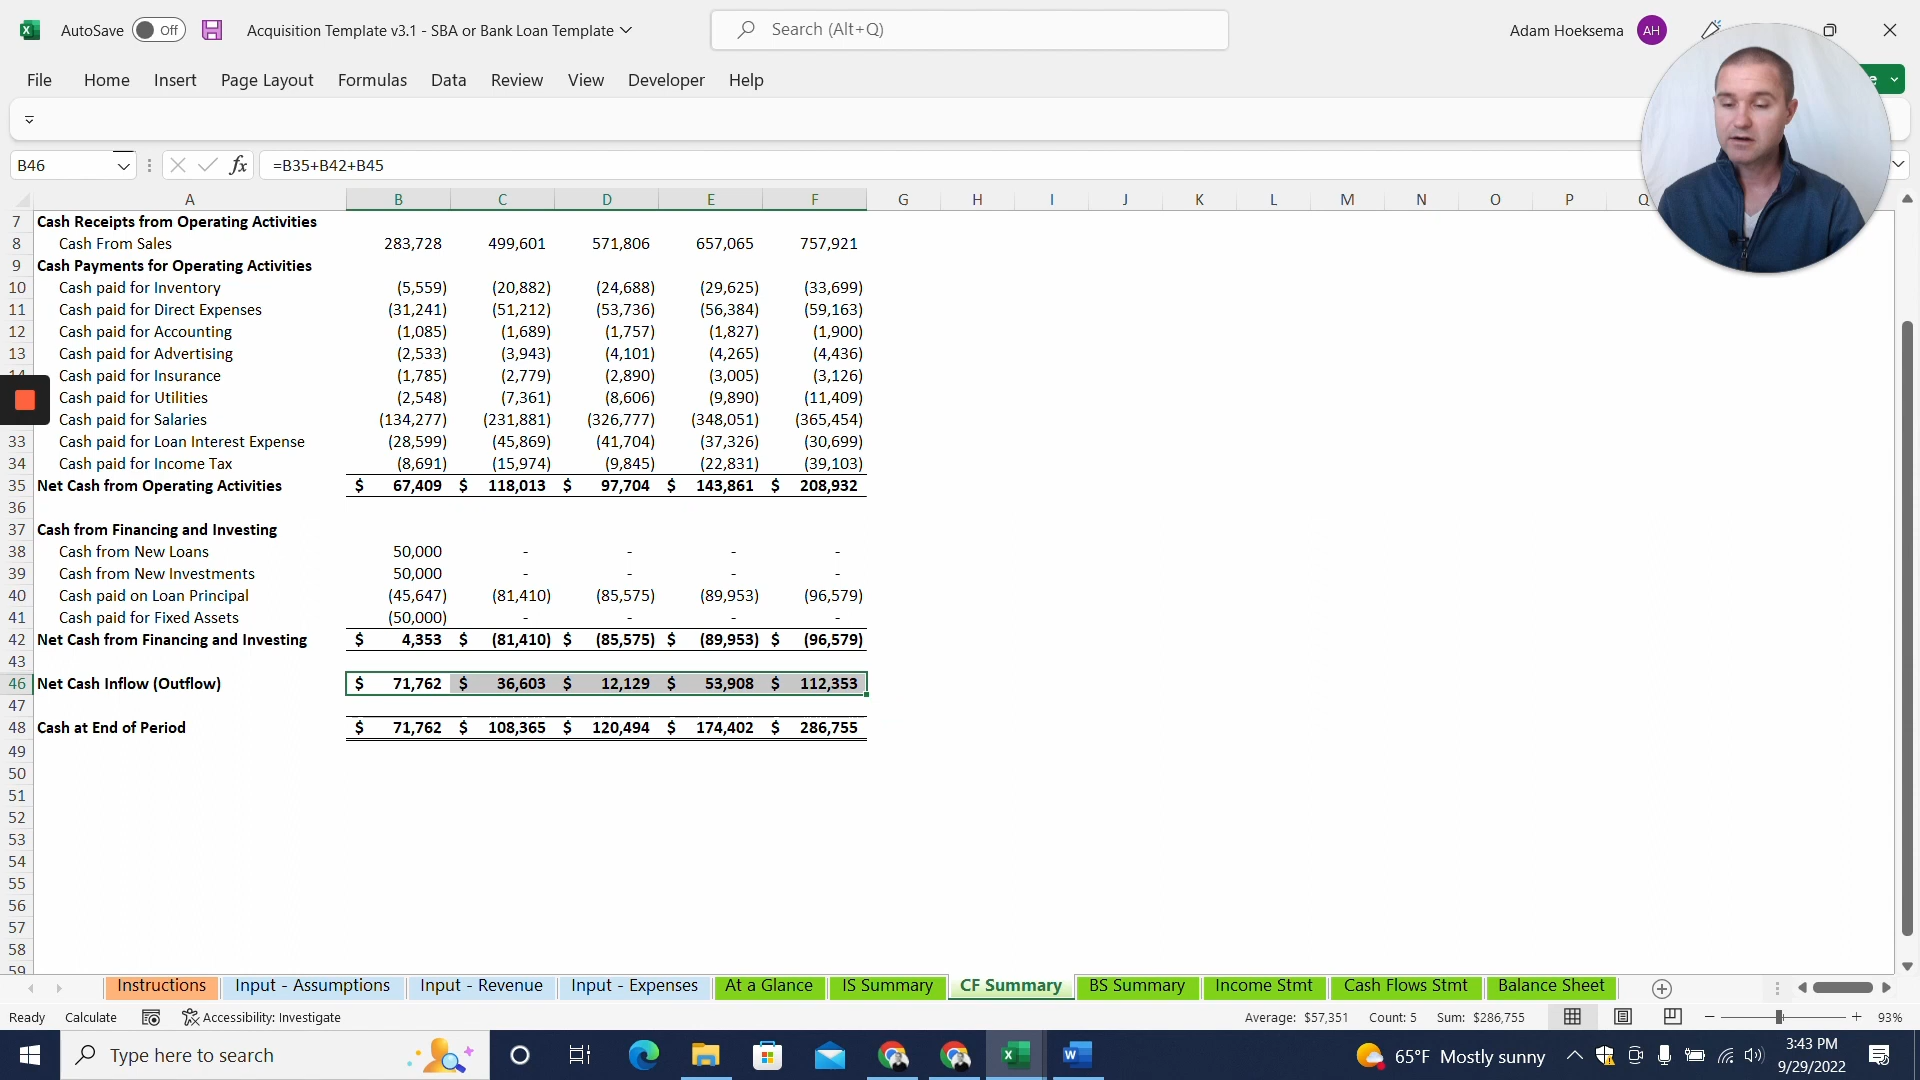 AutoSave Off Acquisition Template v3.1 - SBA or Bank Loan Template Search (Alt+Q) Adam Hoeksema AH
File Home Insert Page Layout Formulas Data Review View Developer Help
B46 fx =B35+B42+B45
A B C D E F G H I J K L M N O P Q
7 Cash Receipts from Operating Activities
8 Cash From Sales 283,728 499,601 571,806 657,065 757,921
9 Cash Payments for Operating Activities
10 Cash paid for Inventory (5,559) (20,882) (24,688) (29,625) (33,699)
11 Cash paid for Direct Expenses (31,241) (51,212) (53,736) (56,384) (59,163)
12 Cash paid for Accounting (1,085) (1,689) (1,757) (1,827) (1,900)
13 Cash paid for Advertising (2,533) (3,943) (4,101) (4,265) (4,436)
Cash paid for Insurance (1,785) (2,779) (2,890) (3,005) (3,126)
Cash paid for Utilities (2,548) (7,361) (8,606) (9,890) (11,409)
Cash paid for Salaries (134,277) (231,881) (326,777) (348,051) (365,454)
33 Cash paid for Loan Interest Expense (28,599) (45,869) (41,704) (37,326) (30,699)
34 Cash paid for Income Tax (8,691) (15,974) (9,845) (22,831) (39,103)
35 Net Cash from Operating Activities $ 67,409 $ 118,013 $ 97,704 $ 143,861 $ 208,932
36
37 Cash from Financing and Investing
38 Cash from New Loans 50,000 - - - -
39 Cash from New Investments 50,000 - - - -
40 Cash paid on Loan Principal (45,647) (81,410) (85,575) (89,953) (96,579)
41 Cash paid for Fixed Assets (50,000) - - - -
42 Net Cash from Financing and Investing $ 4,353 $ (81,410) $ (85,575) $ (89,953) $ (96,579)
43
46 Net Cash Inflow (Outflow) $ 71,762 $ 36,603 $ 12,129 $ 53,908 $ 112,353
47
48 Cash at End of Period $ 71,762 $ 108,365 $ 120,494 $ 174,402 $ 286,755
49
50
51
52
53
54
55
56
57
58
59
Instructions Input - Assumptions Input - Revenue Input - Expenses At a Glance IS Summary CF Summary BS Summary Income Stmt Cash Flows Stmt Balance Sheet
Ready Calculate Accessibility: Investigate Average: $57,351 Count: 5 Sum: $286,755 93%
Type here to search 65°F Mostly sunny 3:43 PM
9/29/2022